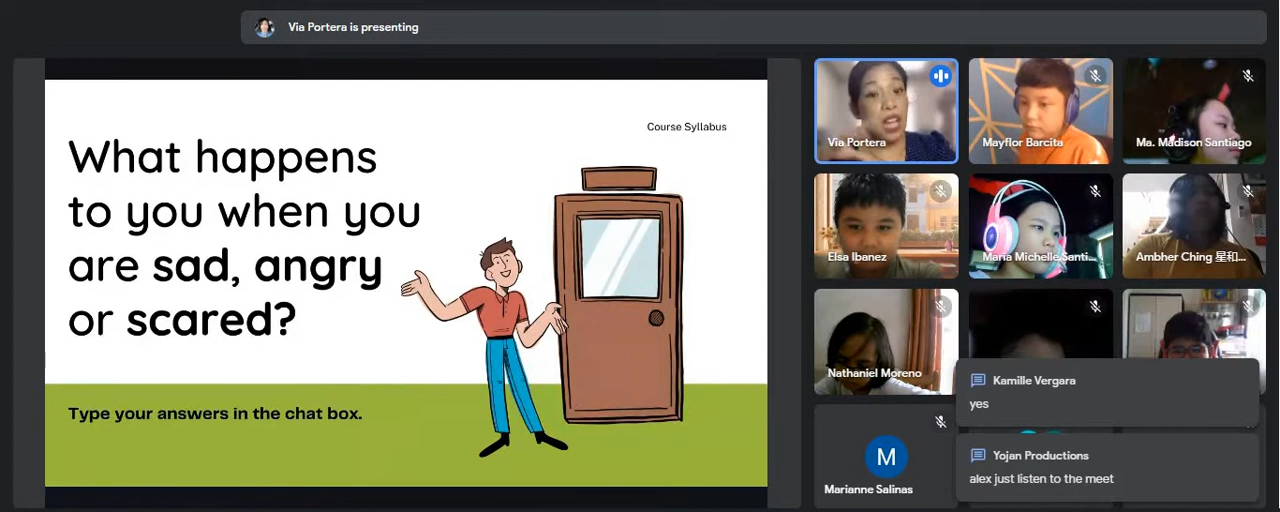 Via Portera is presenting
Course Syllabus
What happens
to you when you
are sad, angry
or scared?
Type your answers in the chat box.
Via Portera
Mayflor Barcita
Ma. Madison Santiago
Elsa Ibanez
Maria Michelle Santi...
Ambher Ching 星和...
Nathaniel Moreno
M
Marianne Salinas
Kamille Vergara
yes
Yojan Productions
alex just listen to the meet